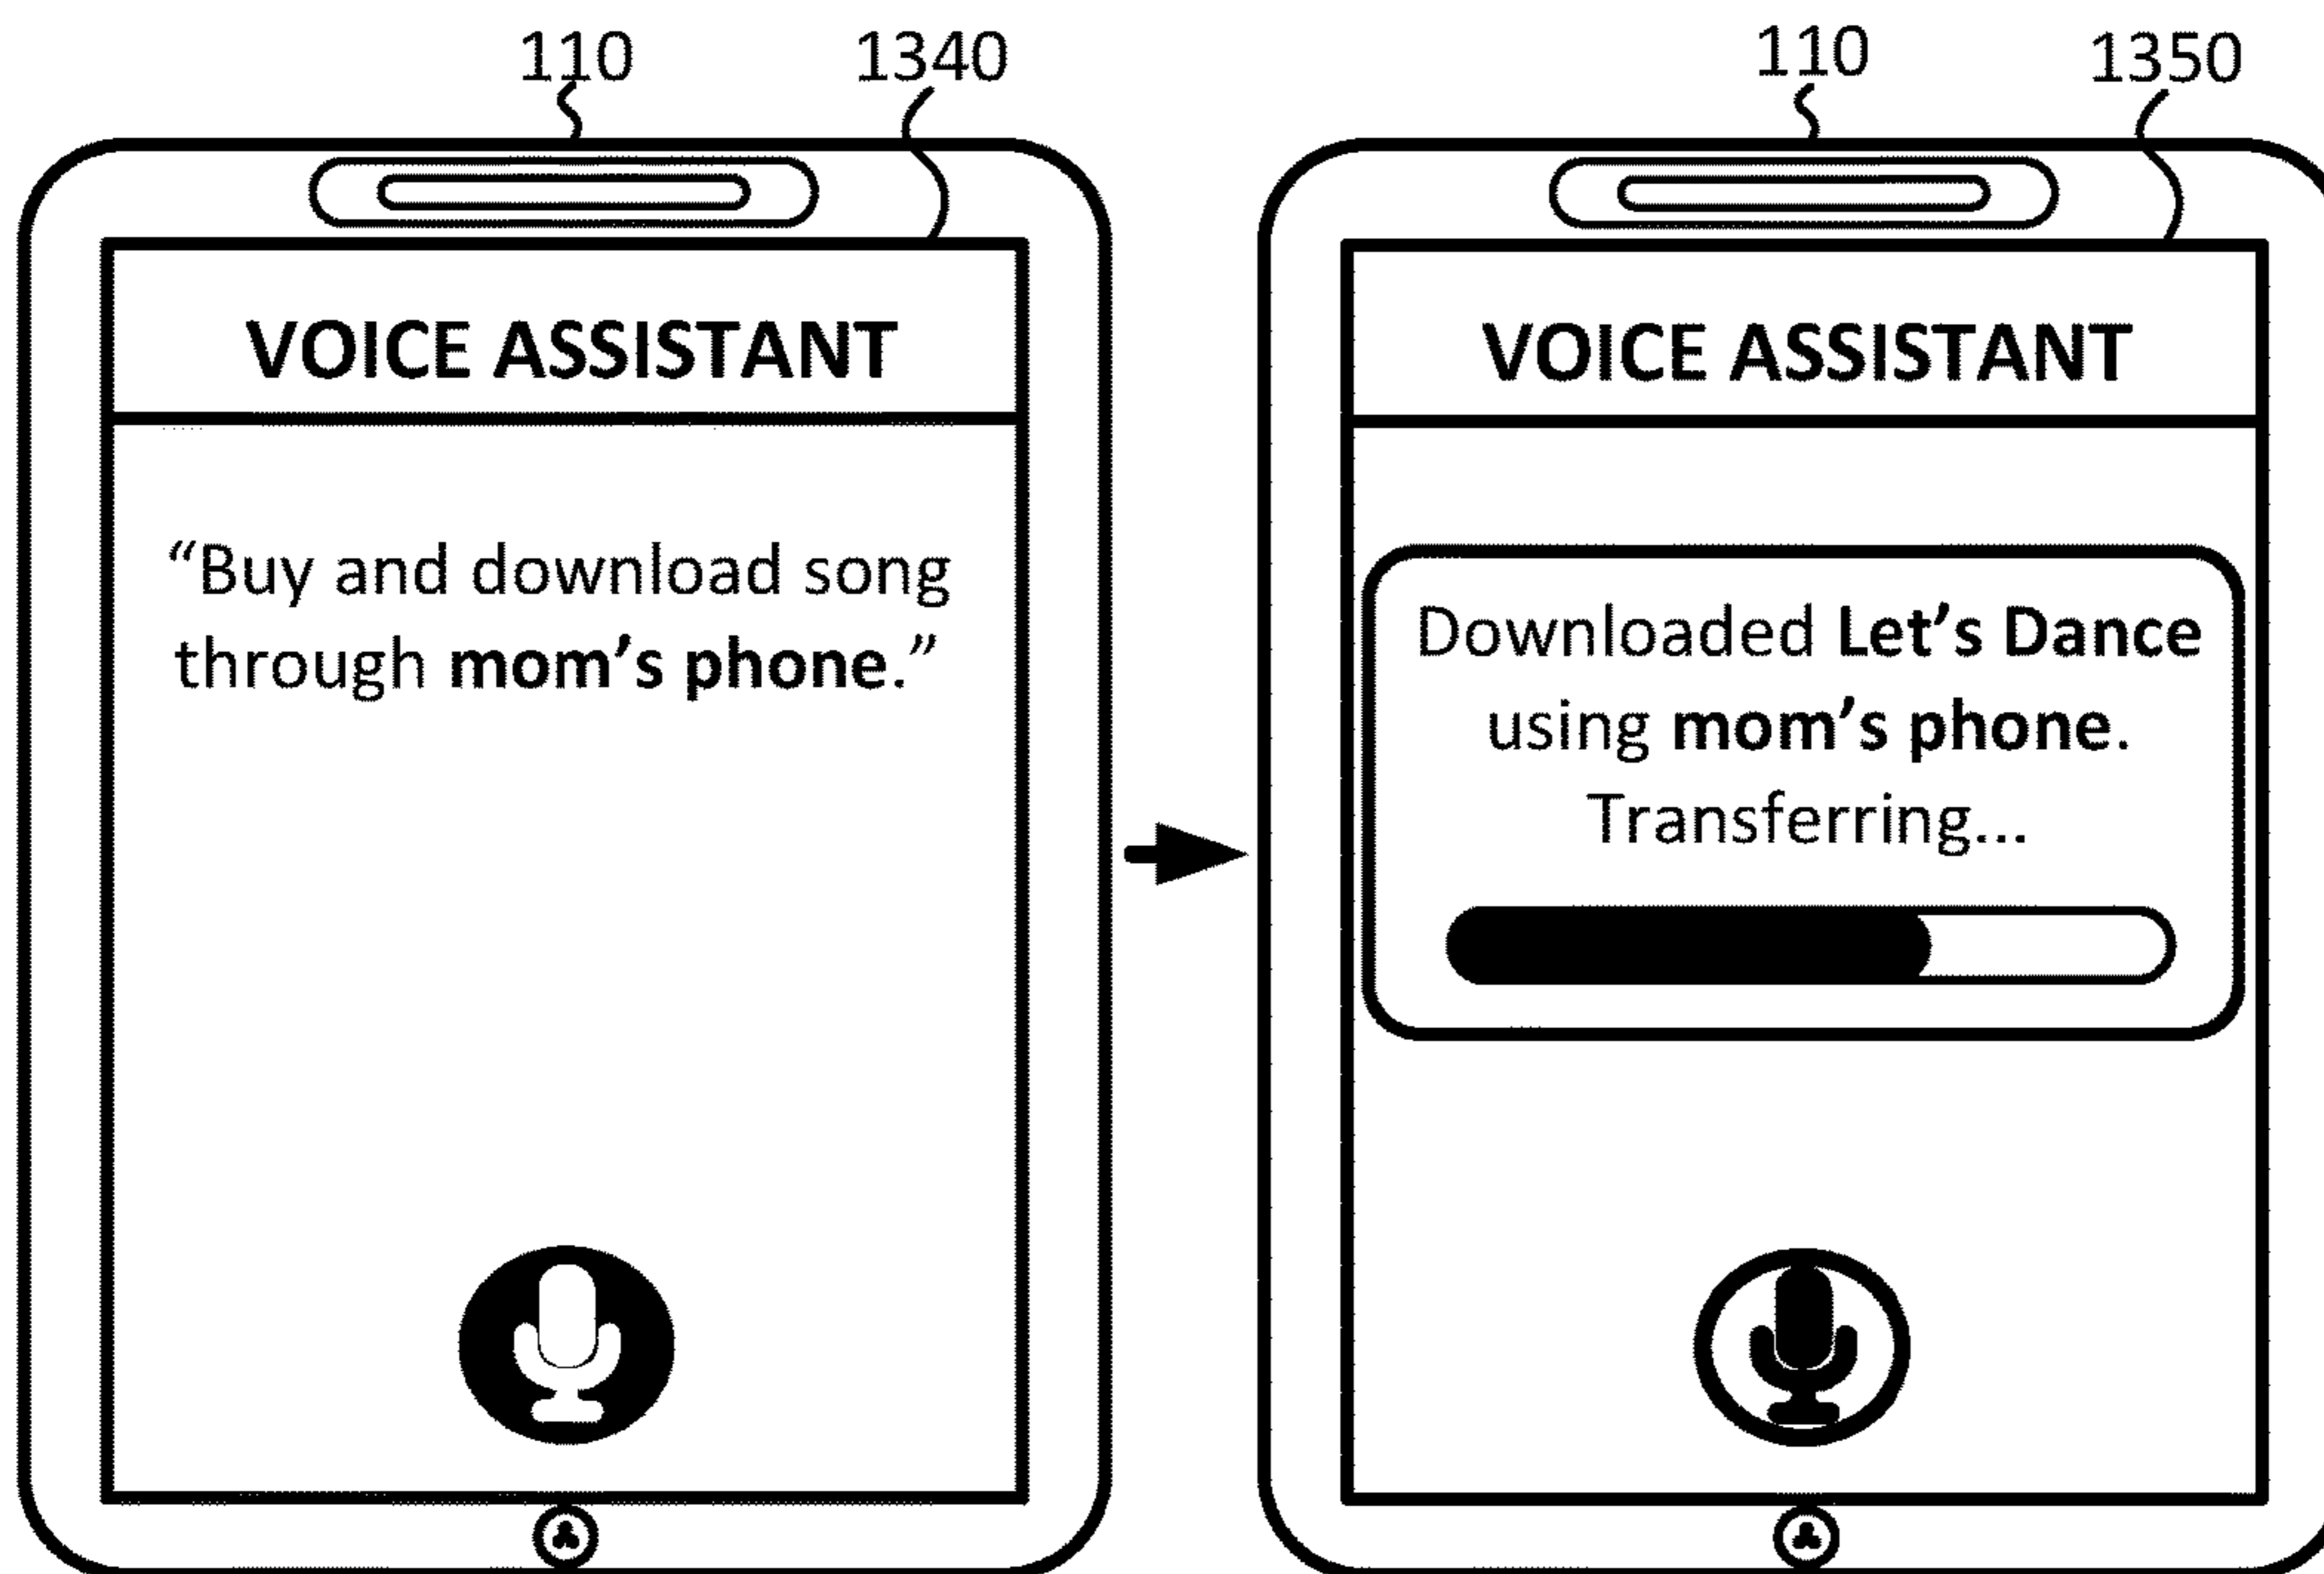 110
1340
VOICE ASSISTANT
“Buy and download song
through mom’s phone.”
110
1350
VOICE ASSISTANT
Downloaded Let’s Dance
using mom’s phone.
Transferring...